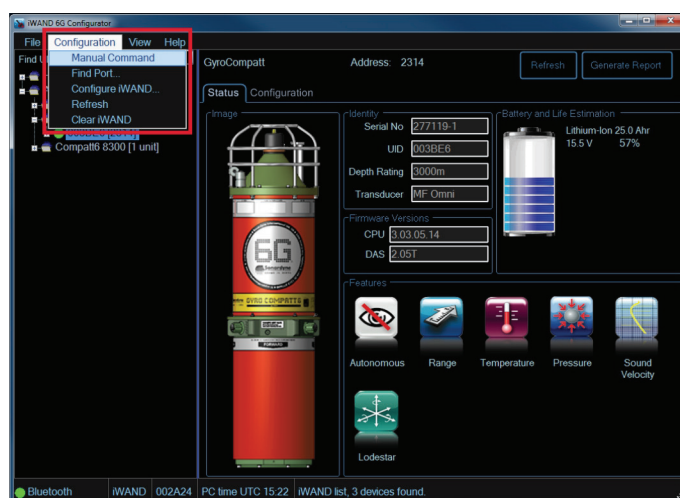 iWAND 6G Configurator
File Configuration View Help
Manual Command
Find Port...
Configure iWAND...
Refresh
Clear iWAND
Compatt6 8300 [1 unit]
GyroCompatt Address: 2314 Refresh Generate Report
Status Configuration
Image
6G
Sonardyne
GYRO COMPATT6
FORWARD
Identity
Serial No 277119-1
UID 003BE6
Depth Rating 3000m
Transducer MF Omni
Battery and Life Estimation
Lithium-Ion 25.0 Ahr
15.5 V 57%
Firmware Versions
CPU 3.03.05.14
DAS 2.05T
Features
Autonomous Range Temperature Pressure Sound
Velocity
Lodestar
Bluetooth iWAND 002A24 PC time UTC 15:22 iWAND list, 3 devices found.